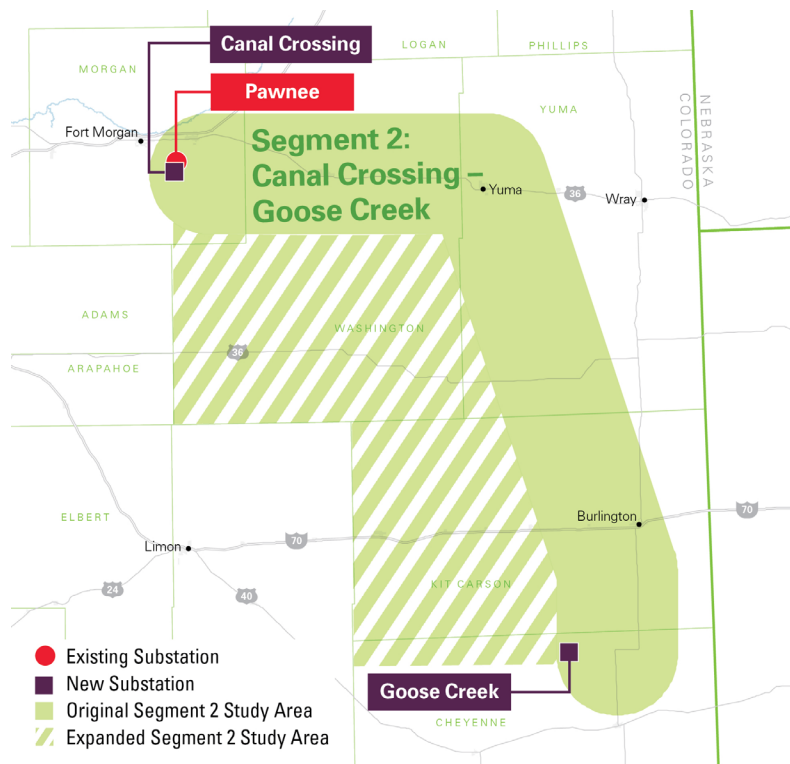 Canal Crossing
LOGAN
PHILLIPS
MORGAN
Pawnee
YUMA
NEBRASKA
COLORADO
Fort Morgan
Segment 2:
Canal Crossing –
Goose Creek
Yuma
36
Wray
ADAMS
WASHINGTON
36
ARAPAHOE
ELBERT
Burlington
70
Limon
70
24
40
KIT CARSON
Existing Substation
New Substation
Goose Creek
Original Segment 2 Study Area
CHEYENNE
Expanded Segment 2 Study Area